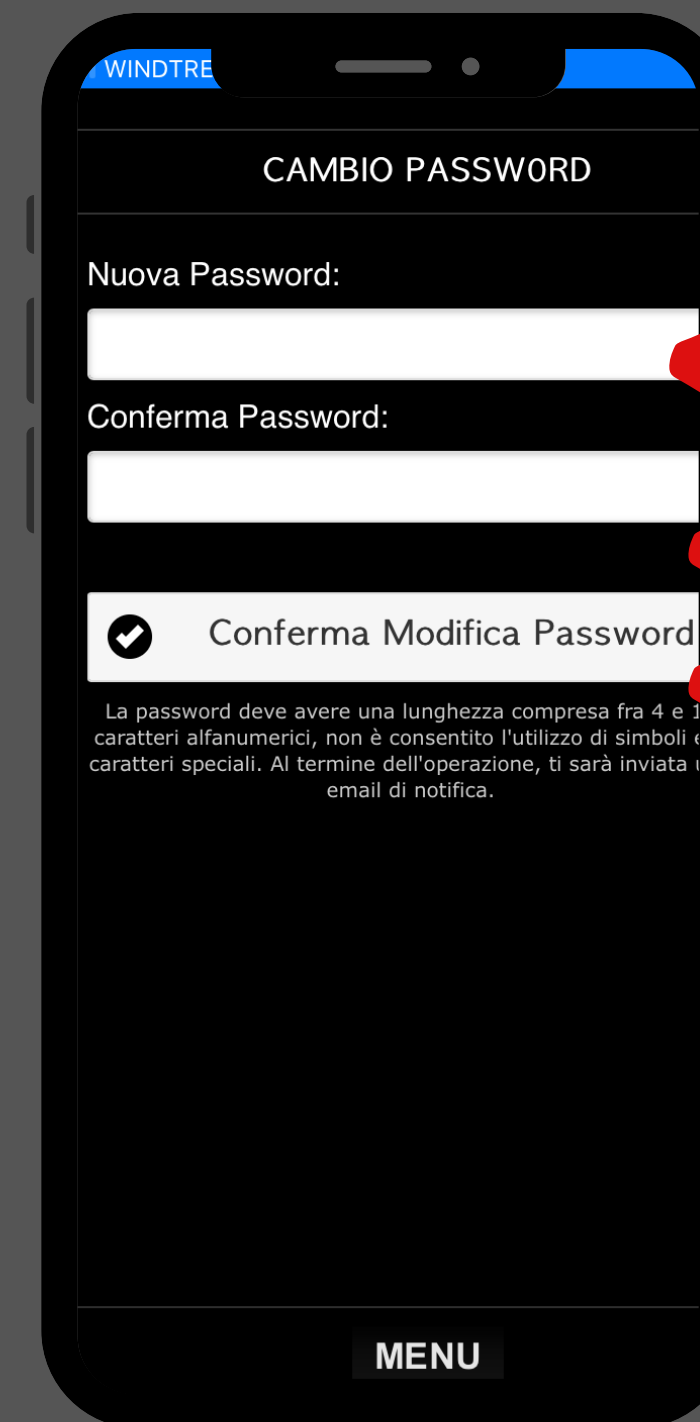 WINDTRE
CAMBIO PASSW0RD
Nuova Password:
Conferma Password:
Conferma Modifica Password
La password deve avere una lunghezza compresa fra 4 e
caratteri alfanumerici, non è consentito l'utilizzo di simboli
caratteri speciali. Al termine dell'operazione, ti sarà inviata
email di notifica.
MENU